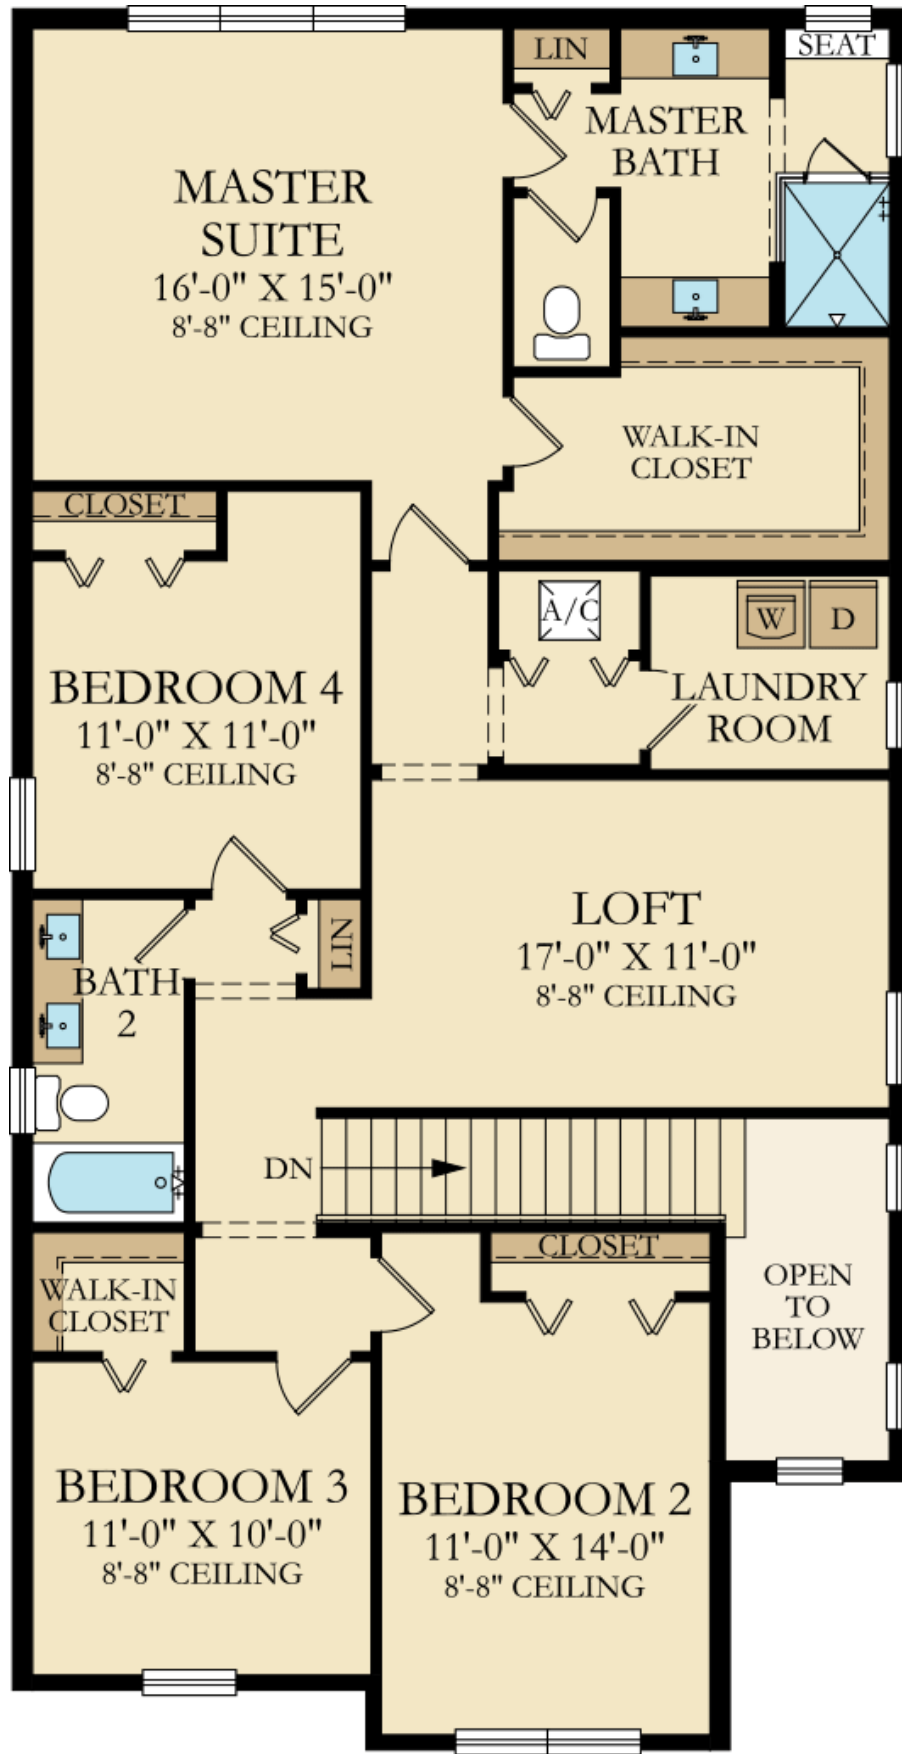 LIN
SEAT
MASTER
BATH
MASTER
SUITE
16'-0" X 15'-0"
8'-8" CEILING
WALK-IN
CLOSET
CLOSET
A/C
W
D
BEDROOM 4
11'-0" X 11'-0"
8'-8" CEILING
LAUNDRY
ROOM
LOFT
17'-0" X 11'-0"
8'-8" CEILING
LIN
BATH
2
DN
CLOSET
WALK-IN
CLOSET
OPEN
TO
BELOW
BEDROOM 3
11'-0" X 10'-0"
8'-8" CEILING
BEDROOM 2
11'-0" X 14'-0"
8'-8" CEILING